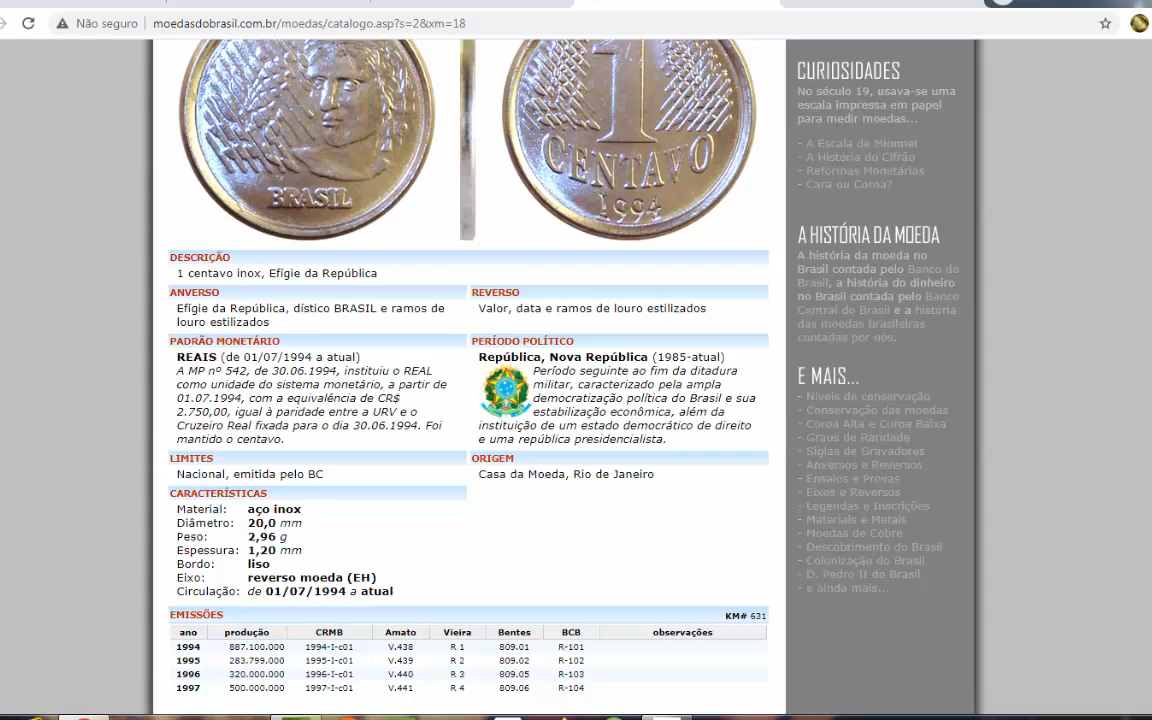 Não seguro
moedasdobrasil.com.br/moedas/catalogo.asp?s=2&xm=18
BRASIL
1
CENTAVO
1994
DESCRIÇÃO
1 centavo inox, Efígie da República
ANVERSO
Efígie da República, dístico BRASIL e ramos de
louro estilizados
REVERSO
Valor, data e ramos de louro estilizados
PADRÃO MONETÁRIO
REAIS (de 01/07/1994 a atual)
A MP nº 542, de 30.06.1994, instituiu o REAL
como unidade do sistema monetário, a partir de
01.07.1994, com a equivalência de CR$
2.750,00, igual à paridade entre a URV e o
Cruzeiro Real fixada para o dia 30.06.1994. Foi
mantido o centavo.
PERÍODO POLÍTICO
República, Nova República (1985-atual)
Período seguinte ao fim da ditadura
militar, caracterizado pela ampla
democratização política do Brasil e sua
estabilização econômica, além da
instituição de um estado democrático de direito
e uma república presidencialista.
LIMITES
Nacional, emitida pelo BC
ORIGEM
Casa da Moeda, Rio de Janeiro
CARACTERÍSTICAS
Material: aço inox
Diâmetro: 20,0 mm
Peso: 2,96 g
Espessura: 1,20 mm
Bordo: liso
Eixo: reverso moeda (EH)
Circulação: de 01/07/1994 a atual
EMISSÕES KM# 631
ano produção CRMB Amato Vieira Bentes BCB observações
1994 887.100.000 1994-I-c01 V.438 R 1 809.01 R-101
1995 283.799.000 1995-I-c01 V.439 R 2 809.02 R-102
1996 320.000.000 1996-I-c01 V.440 R 3 809.05 R-103
1997 500.000.000 1997-I-c01 V.441 R 4 809.06 R-104
CURIOSIDADES
No século 19, usava-se uma
escala impressa em papel
para medir moedas...
- A Escala de Mionnet
- A História do Cifrão
- Reformas Monetárias
- Cara ou Coroa?
A HISTÓRIA DA MOEDA
A história da moeda no
Brasil contada pelo Banco do
Brasil, a história do dinheiro
no Brasil contada pelo Banco
Central do Brasil e a história
das moedas brasileiras
contadas por nós.
E MAIS...
- Níveis de conservação
- Conservação das moedas
- Coroa Alta e Coroa Baixa
- Graus de Raridade
- Siglas de Gravadores
- Anversos e Reversos
- Ensaios e Provas
- Eixos e Reversos
- Legendas e Inscrições
- Materiais e Metais
- Moedas de Cobre
- Descobrimento do Brasil
- Colonização do Brasil
- D. Pedro II do Brasil
- e ainda mais...